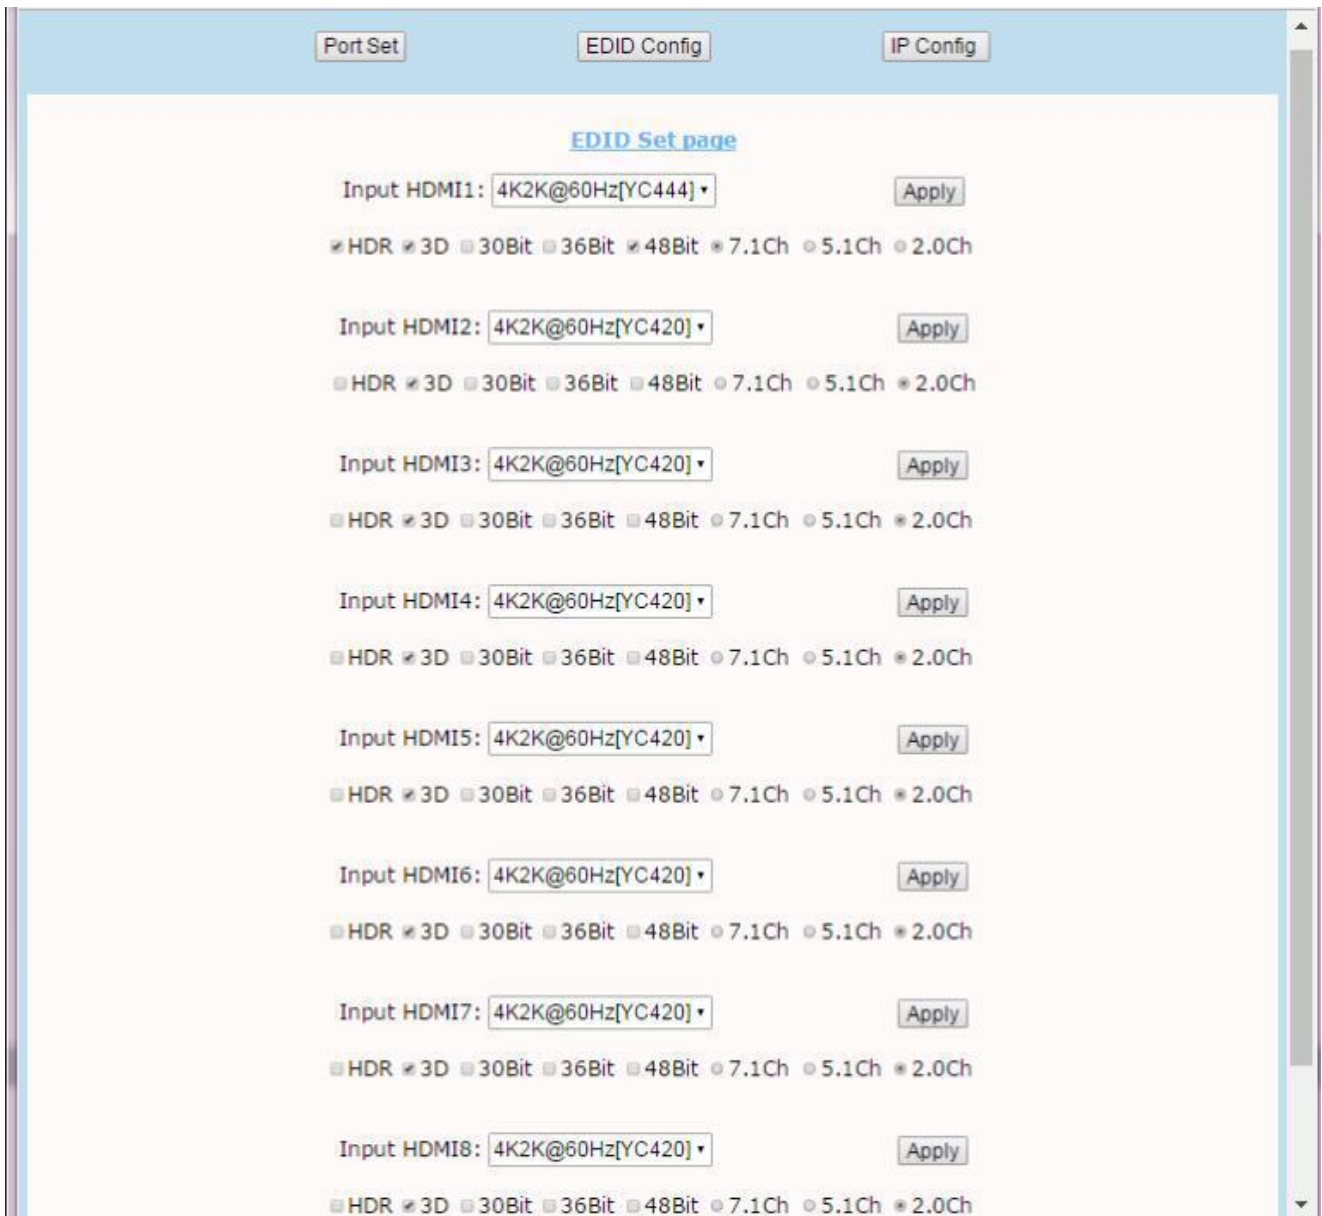 Port Set EDID Config IP Config
EDID Set page
Input HDMI1: 4K2K@60Hz[YC444] Apply
HDR 3D 30Bit 36Bit 48Bit 7.1Ch 5.1Ch 2.0Ch
Input HDMI2: 4K2K@60Hz[YC420] Apply
HDR 3D 30Bit 36Bit 48Bit 7.1Ch 5.1Ch 2.0Ch
Input HDMI3: 4K2K@60Hz[YC420] Apply
HDR 3D 30Bit 36Bit 48Bit 7.1Ch 5.1Ch 2.0Ch
Input HDMI4: 4K2K@60Hz[YC420] Apply
HDR 3D 30Bit 36Bit 48Bit 7.1Ch 5.1Ch 2.0Ch
Input HDMI5: 4K2K@60Hz[YC420] Apply
HDR 3D 30Bit 36Bit 48Bit 7.1Ch 5.1Ch 2.0Ch
Input HDMI6: 4K2K@60Hz[YC420] Apply
HDR 3D 30Bit 36Bit 48Bit 7.1Ch 5.1Ch 2.0Ch
Input HDMI7: 4K2K@60Hz[YC420] Apply
HDR 3D 30Bit 36Bit 48Bit 7.1Ch 5.1Ch 2.0Ch
Input HDMI8: 4K2K@60Hz[YC420] Apply
HDR 3D 30Bit 36Bit 48Bit 7.1Ch 5.1Ch 2.0Ch